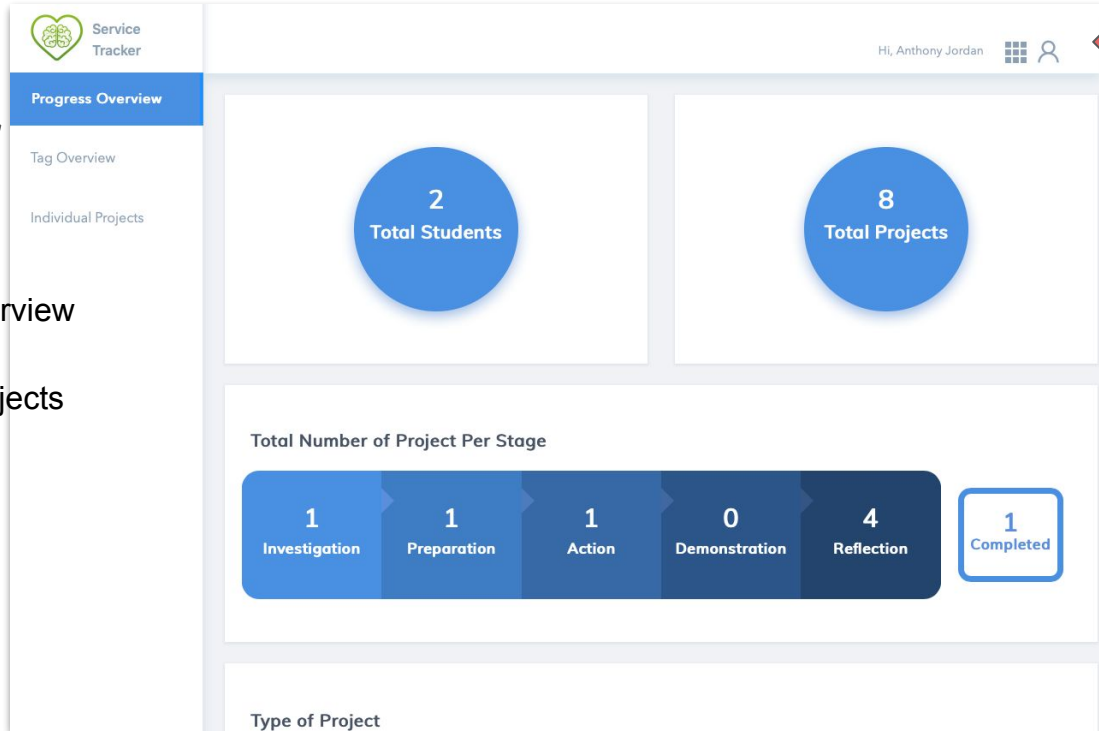 Service
Tracker
Hi, Anthony Jordan
Progress Overview
Tag Overview
Individual Projects
rview
jects
2
Total Students
8
Total Projects
Total Number of Project Per Stage
1
Investigation
1
Preparation
1
Action
0
Demonstration
4
Reflection
1
Completed
Type of Project